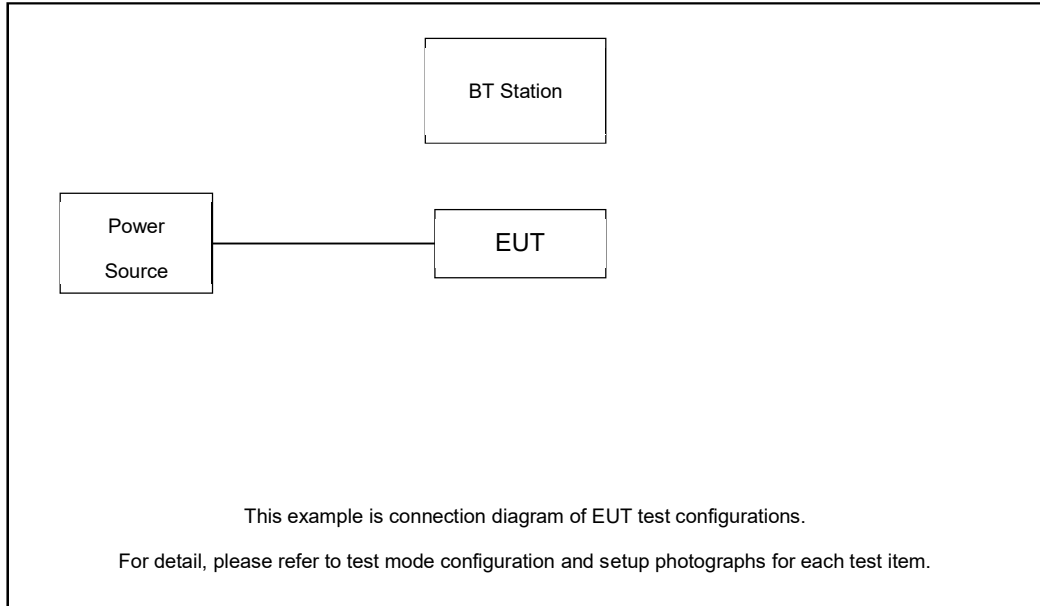 BT Station
Power
Source
EUT
This example is connection diagram of EUT test configurations.
For detail, please refer to test mode configuration and setup photographs for each test item.